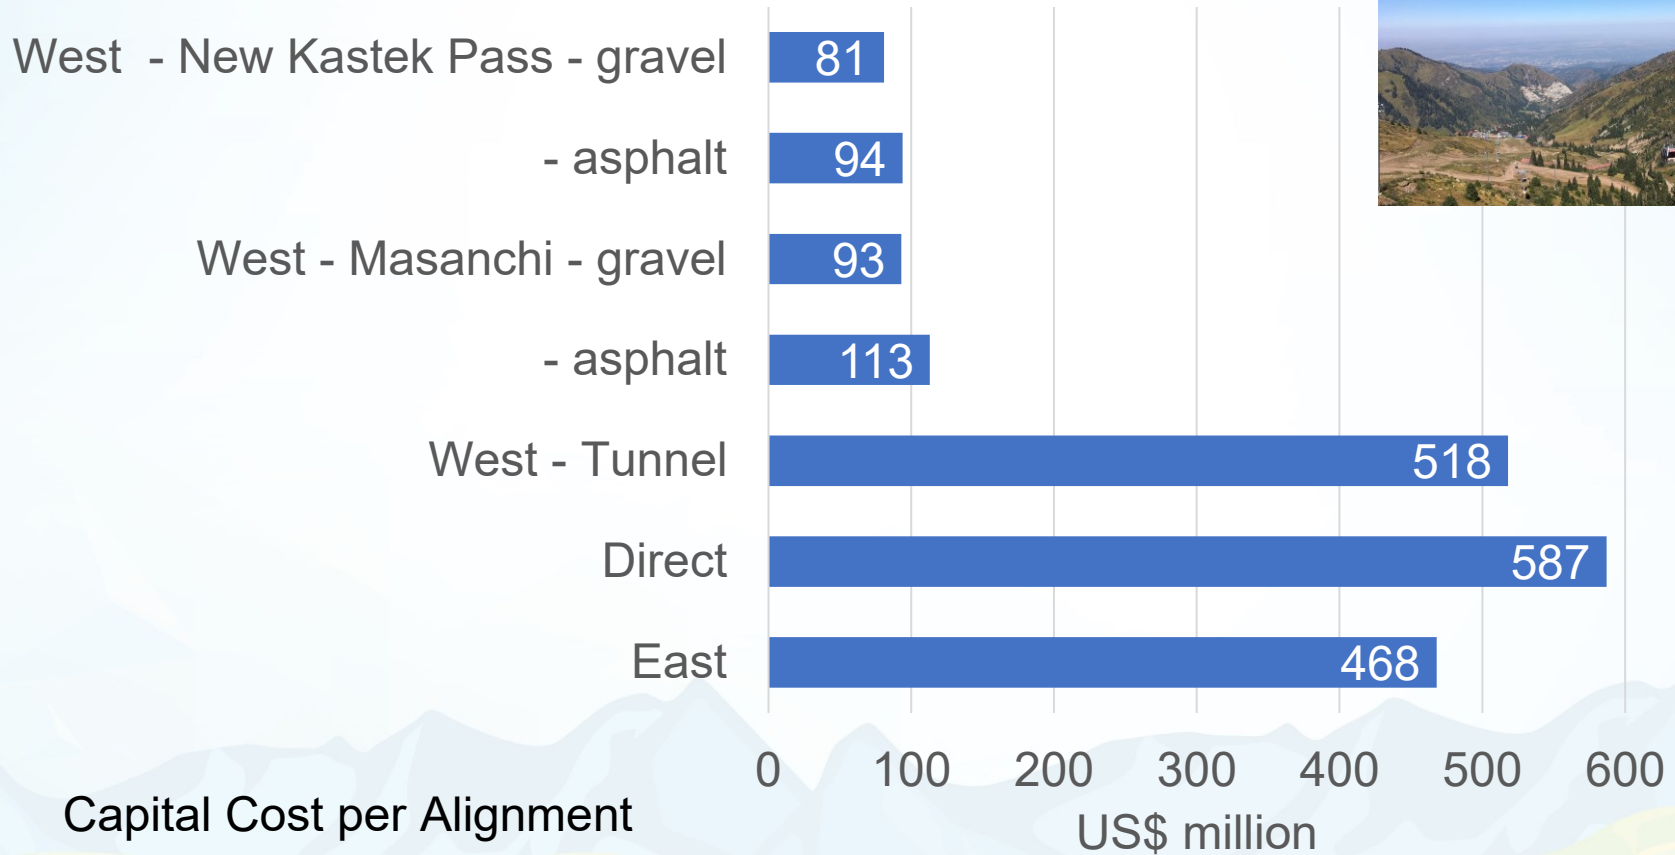 West - New Kastek Pass - gravel 81
- asphalt 94
West - Masanchi - gravel 93
- asphalt 113
West - Tunnel 518
Direct 587
East 468
0 100 200 300 400 500 600
Capital Cost per Alignment
US$ million